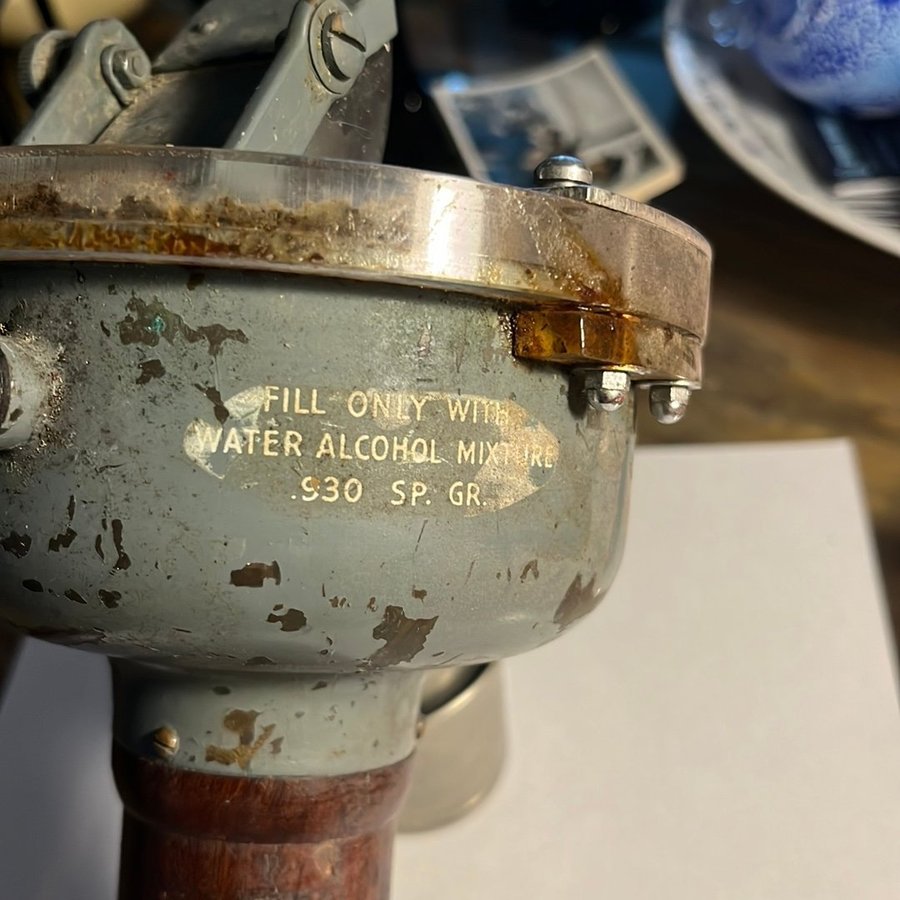 FILL ONLY WITH
WATER ALCOHOL MIXTURE
.930 SP. GR.